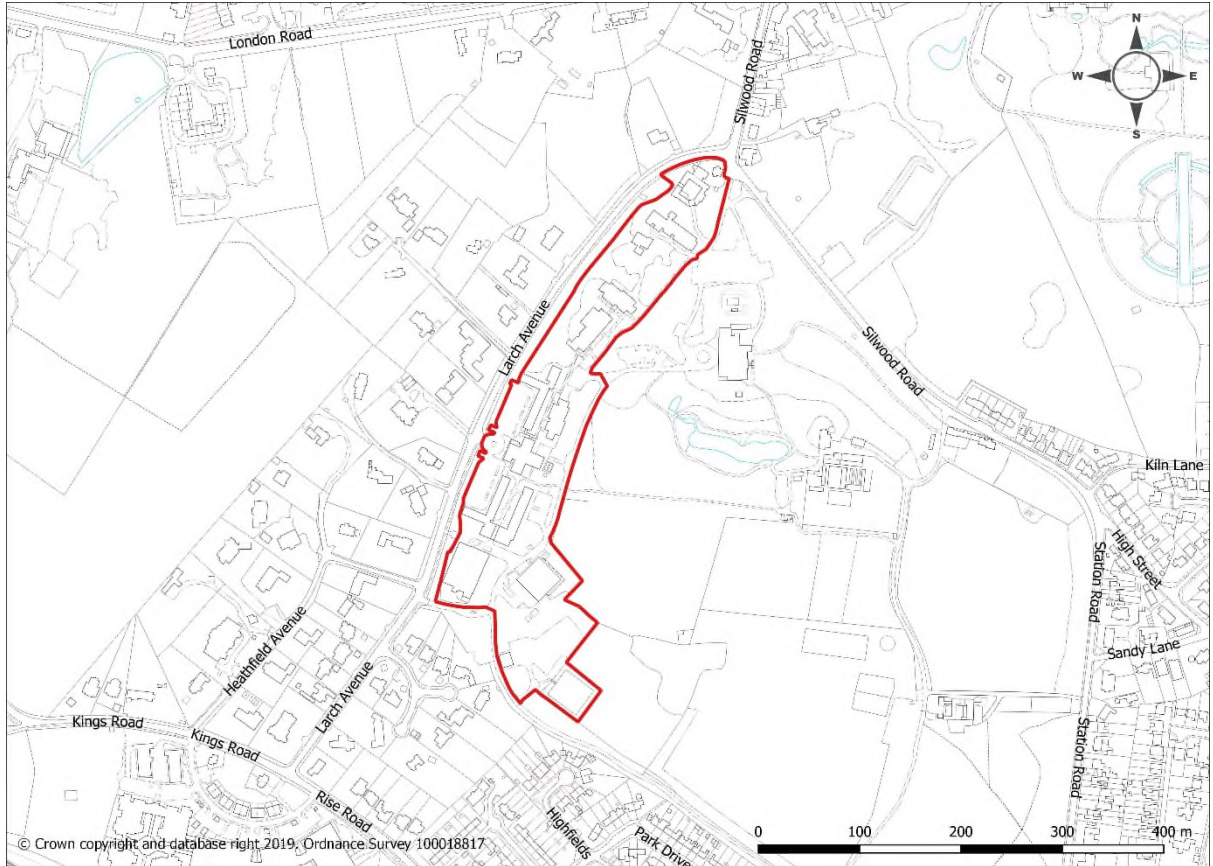 London Road
Silwood Road
N
W
E
S
Larch Avenue
Silwood Road
Kiln Lane
High Street
Station Road
Sandy Lane
Heathfield Avenue
Larch Avenue
Kings Road
Kings Road
Station Road
Rise Road
Highfields
Park Drive
0 100 200 300 400 m
© Crown copyright and database right 2019. Ordnance Survey 100018817